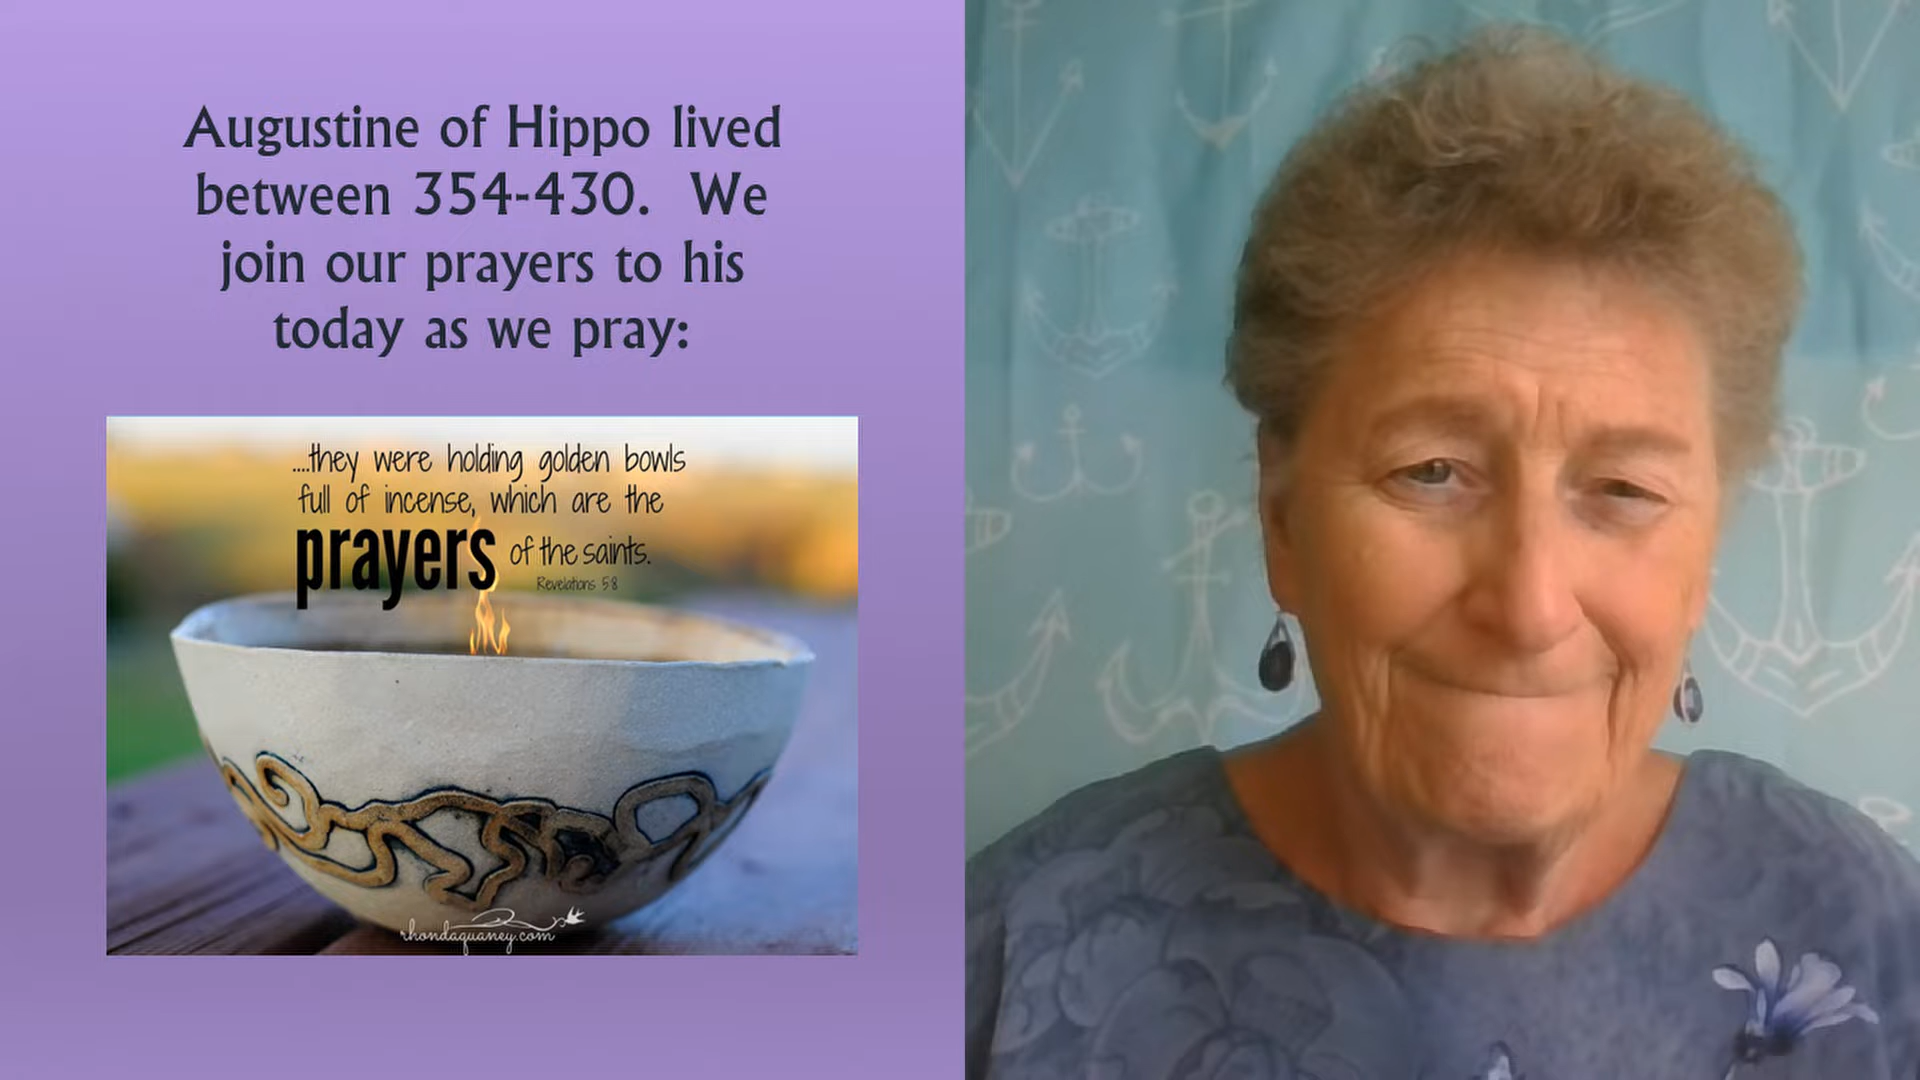 Augustine of Hippo lived
between 354-430. We
join our prayers to his
today as we pray:
....they were holding golden bowls
full of incense, which are the
prayers of the saints.
Revelations 5:8
rhondaquaney.com